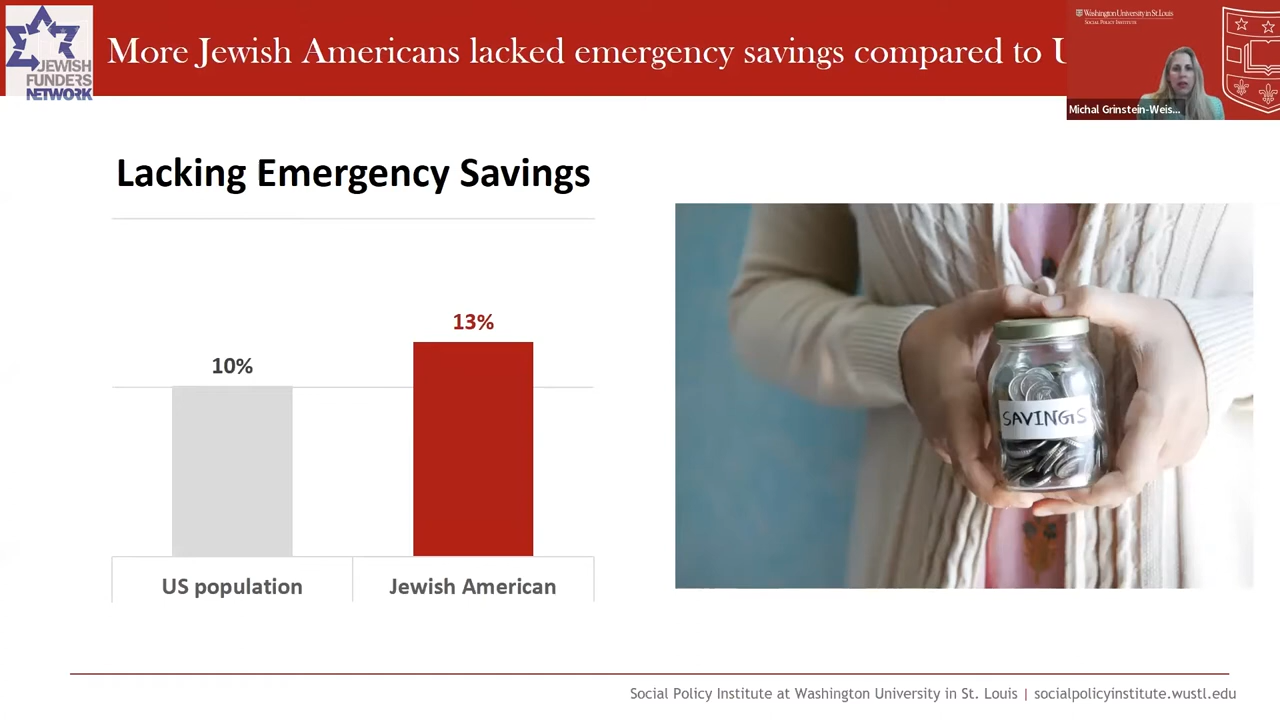 JEWISH
FUNDERS
NETWORK
More Jewish Americans lacked emergency savings compared to U
Washington University in St. Louis
SOCIAL POLICY INSTITUTE
Michal Grinstein-Weis...
Lacking Emergency Savings
10%
13%
US population
Jewish American
SAVINGS
Social Policy Institute at Washington University in St. Louis | socialpolicyinstitute.wustl.edu